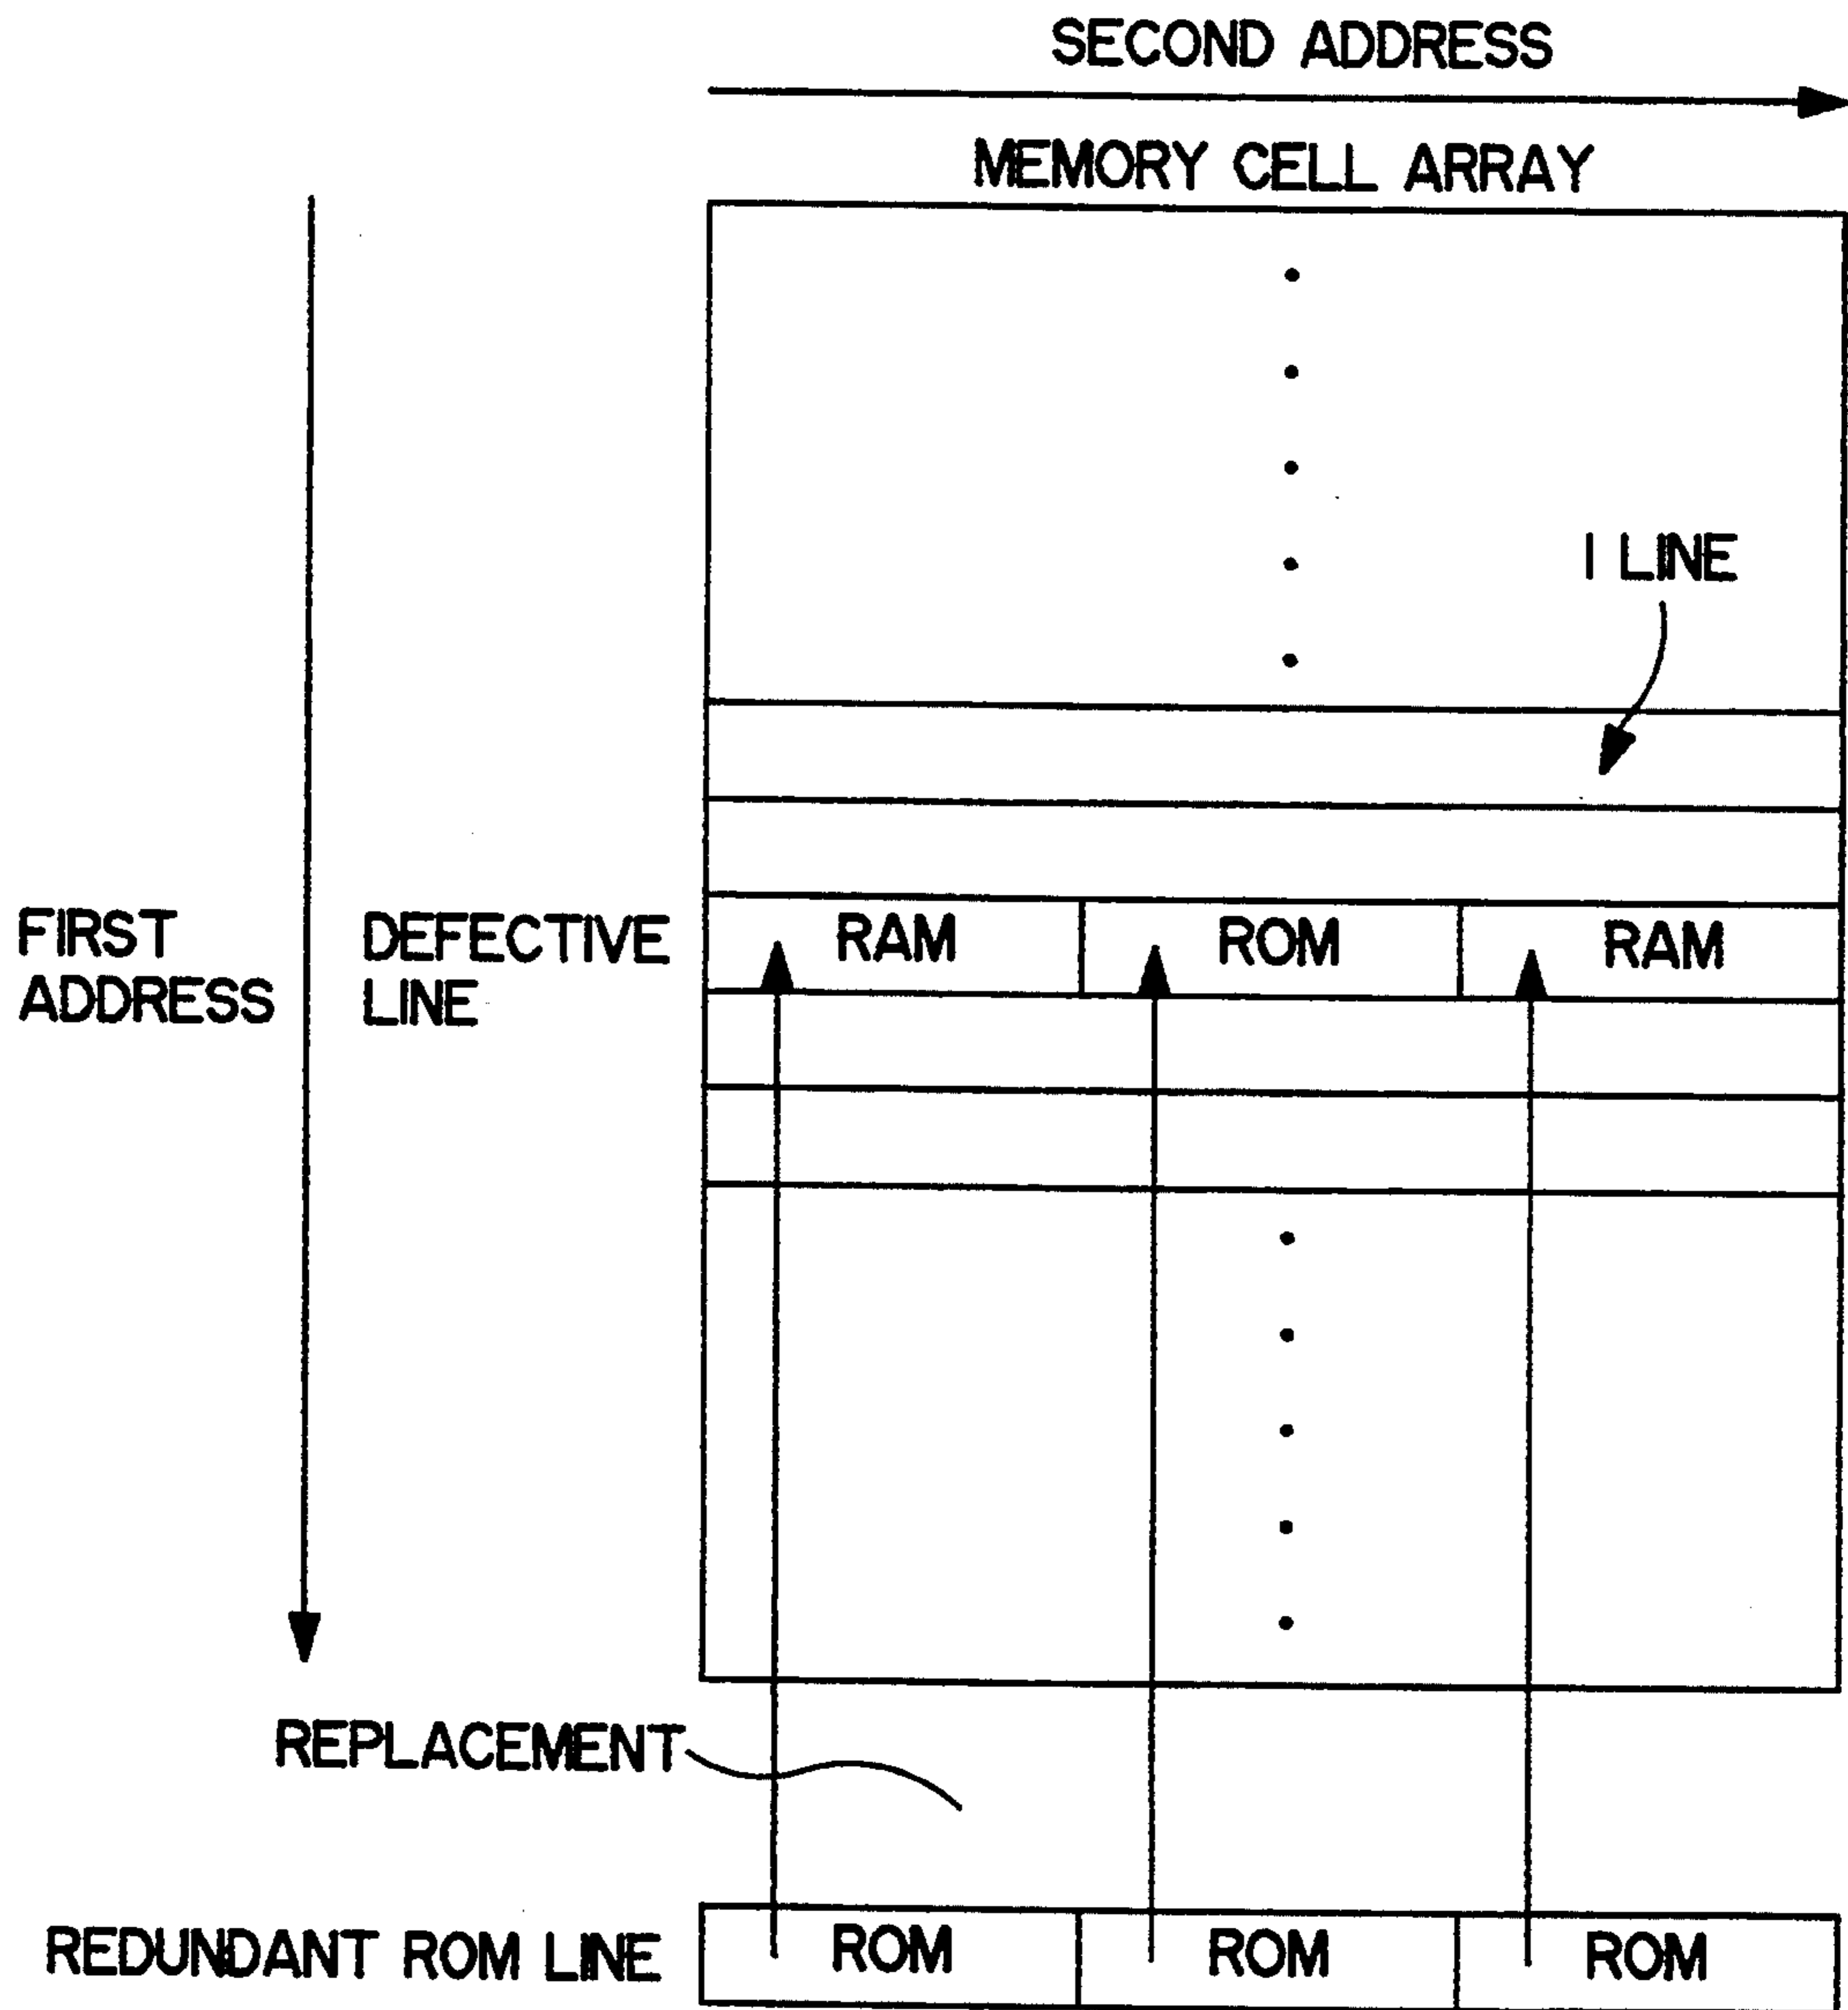 SECOND ADDRESS
MEMORY CELL ARRAY
1 LINE
FIRST
ADDRESS
DEFECTIVE
LINE
RAM
ROM
RAM
REPLACEMENT
REDUNDANT ROM LINE
ROM
ROM
ROM